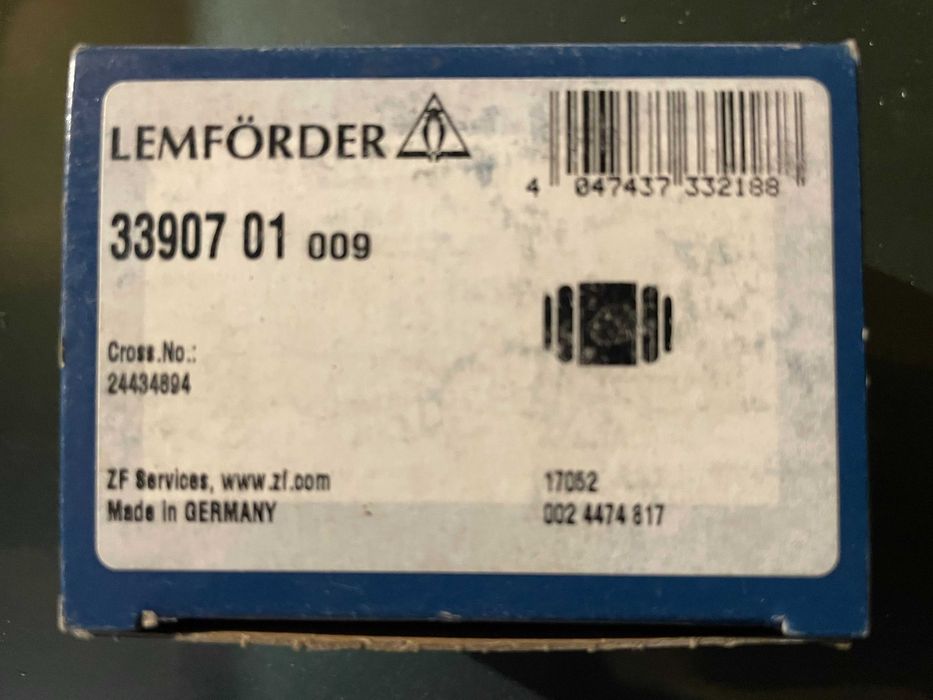 LEMFÖRDER
4 047437 332188
33907 01 009
Cross.No.:
24434894
ZF Services, www.zf.com
Made in GERMANY
17052
002 4474 817